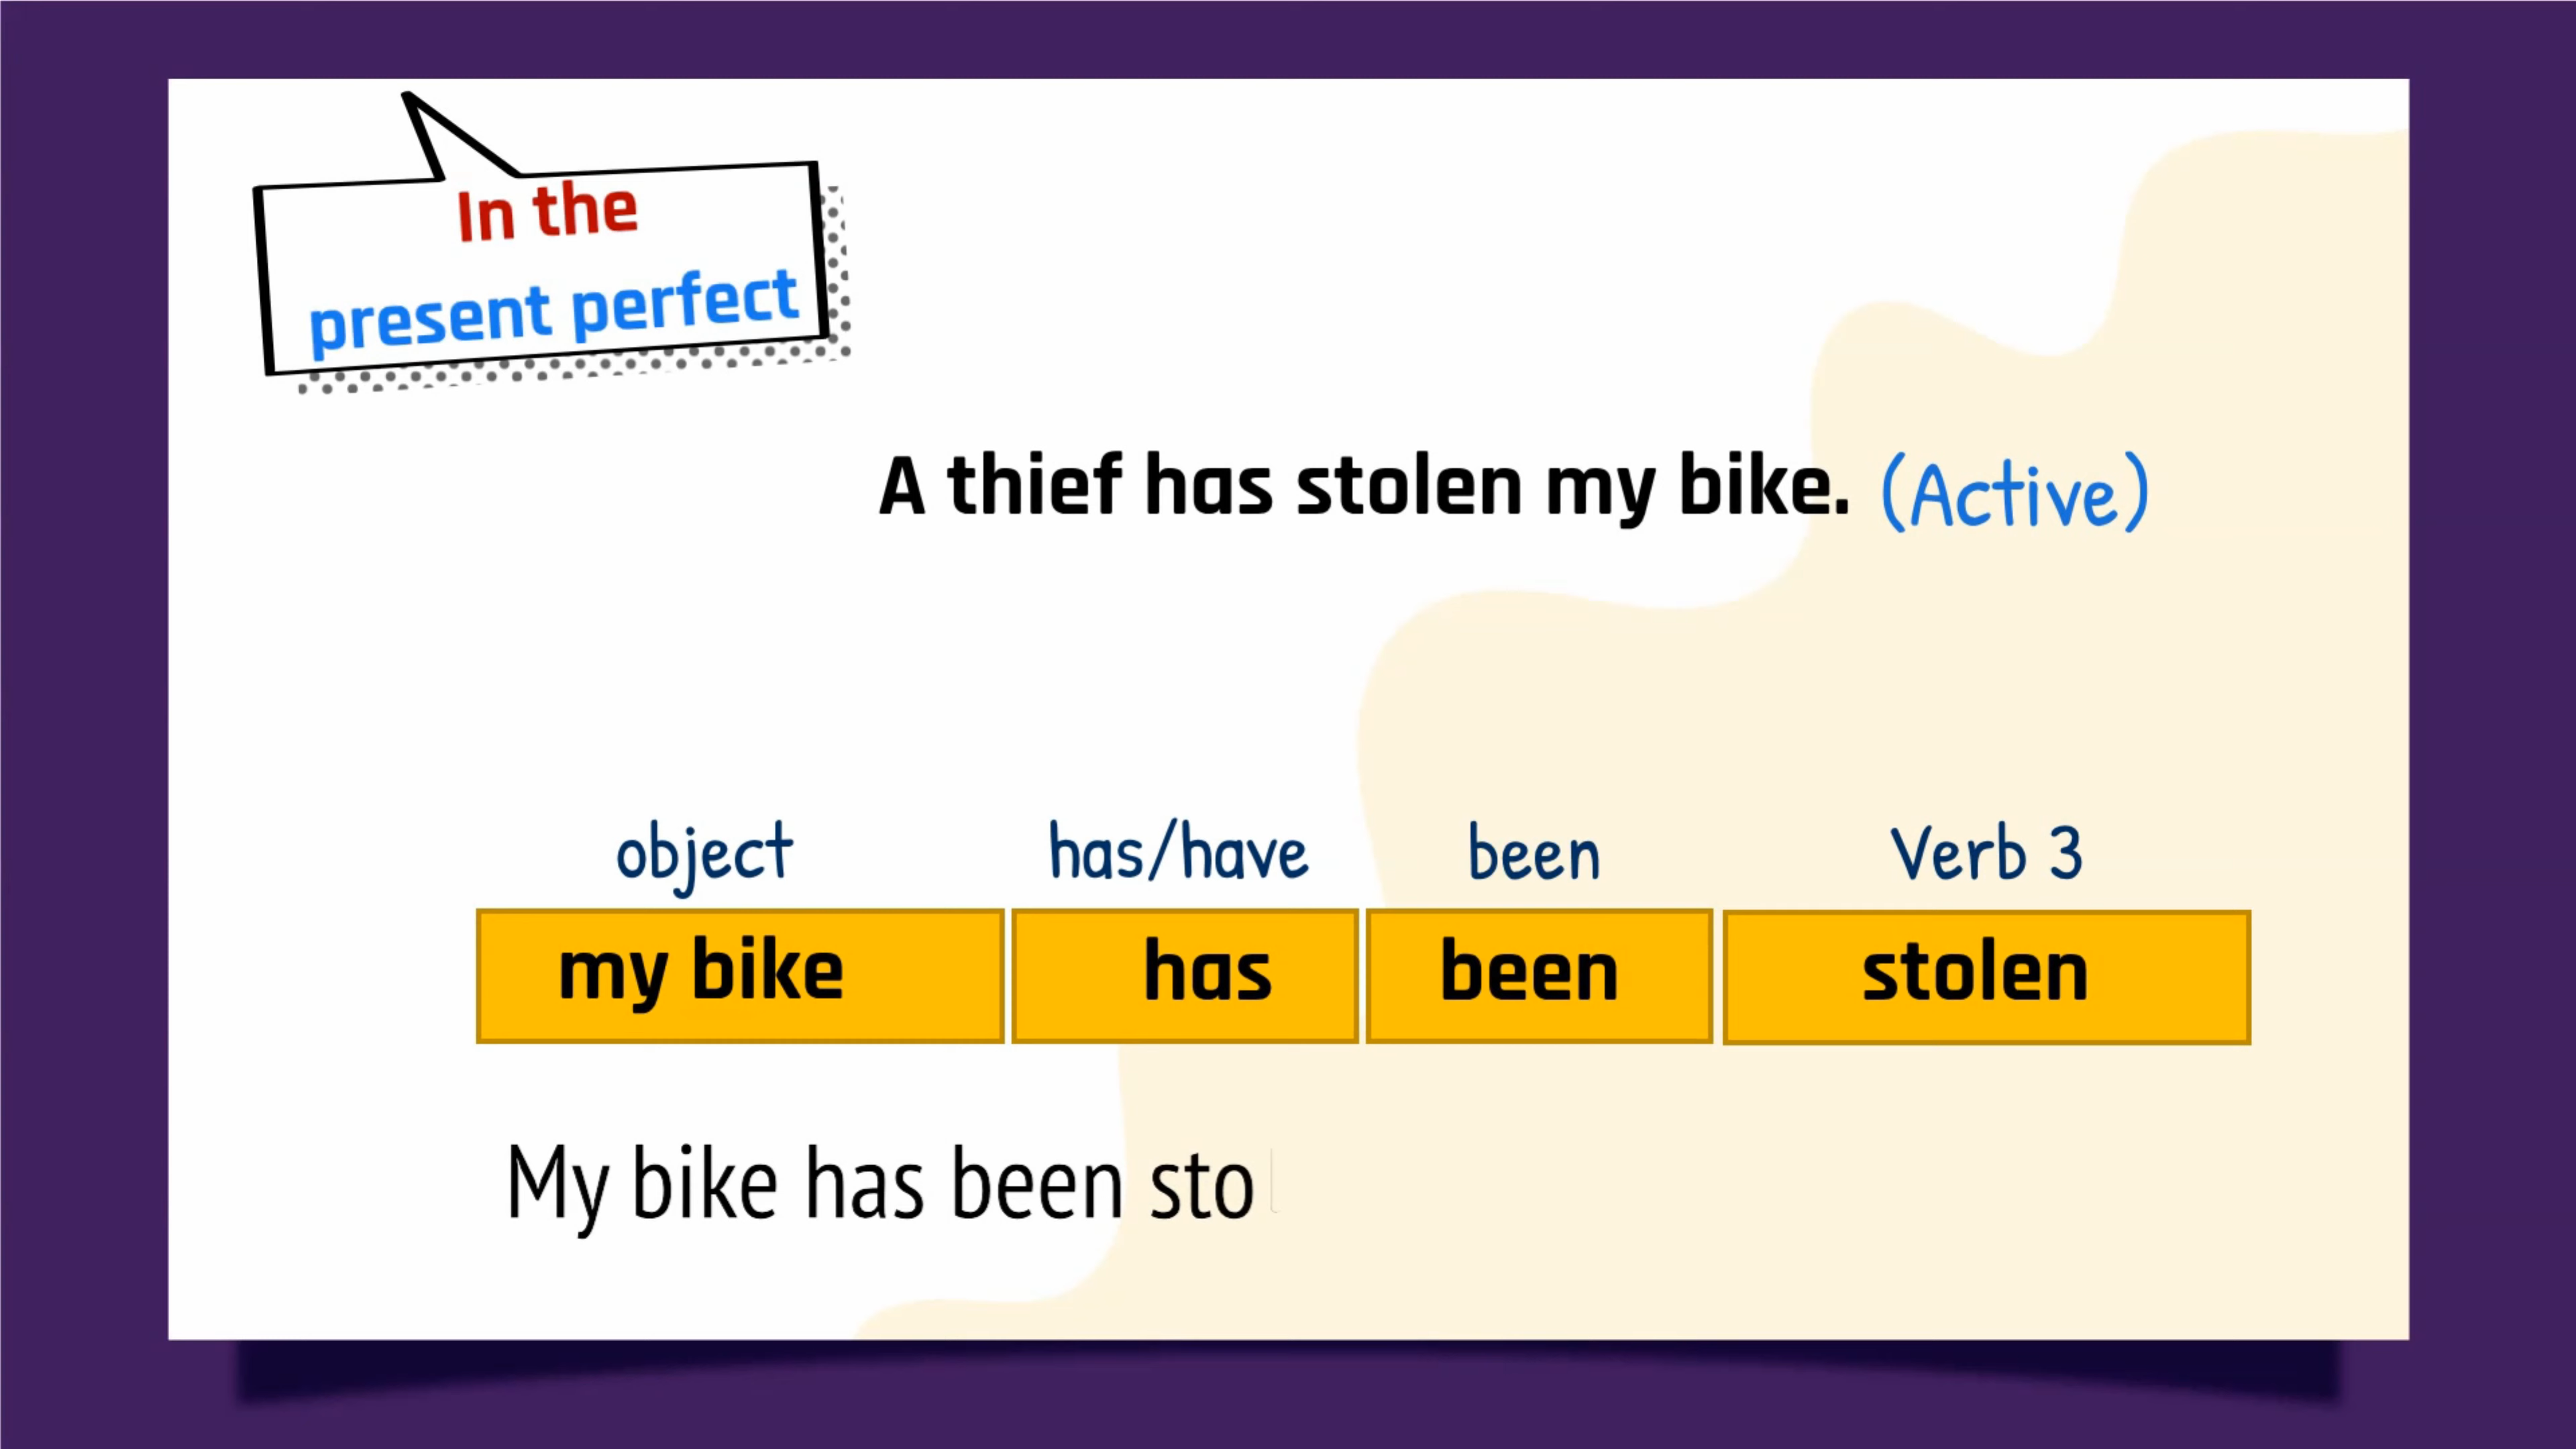 In the
present perfect
A thief has stolen my bike. (Active)
object has/have been Verb 3
my bike has been stolen
My bike has been sto